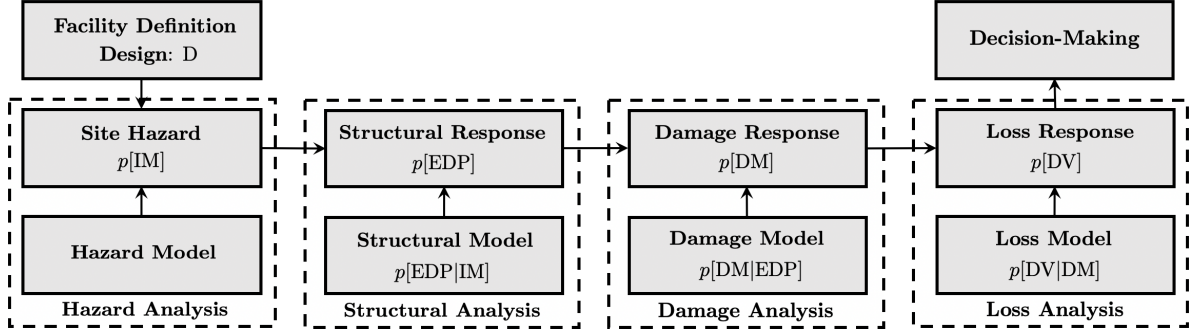 Facility Definition
Design: D
Decision-Making
Site Hazard
p[IM]
Structural Response
p[EDP]
Damage Response
p[DM]
Loss Response
p[DV]
Hazard Model
Structural Model
p[EDP|IM]
Damage Model
p[DM|EDP]
Loss Model
p[DV|DM]
Hazard Analysis
Structural Analysis
Damage Analysis
Loss Analysis